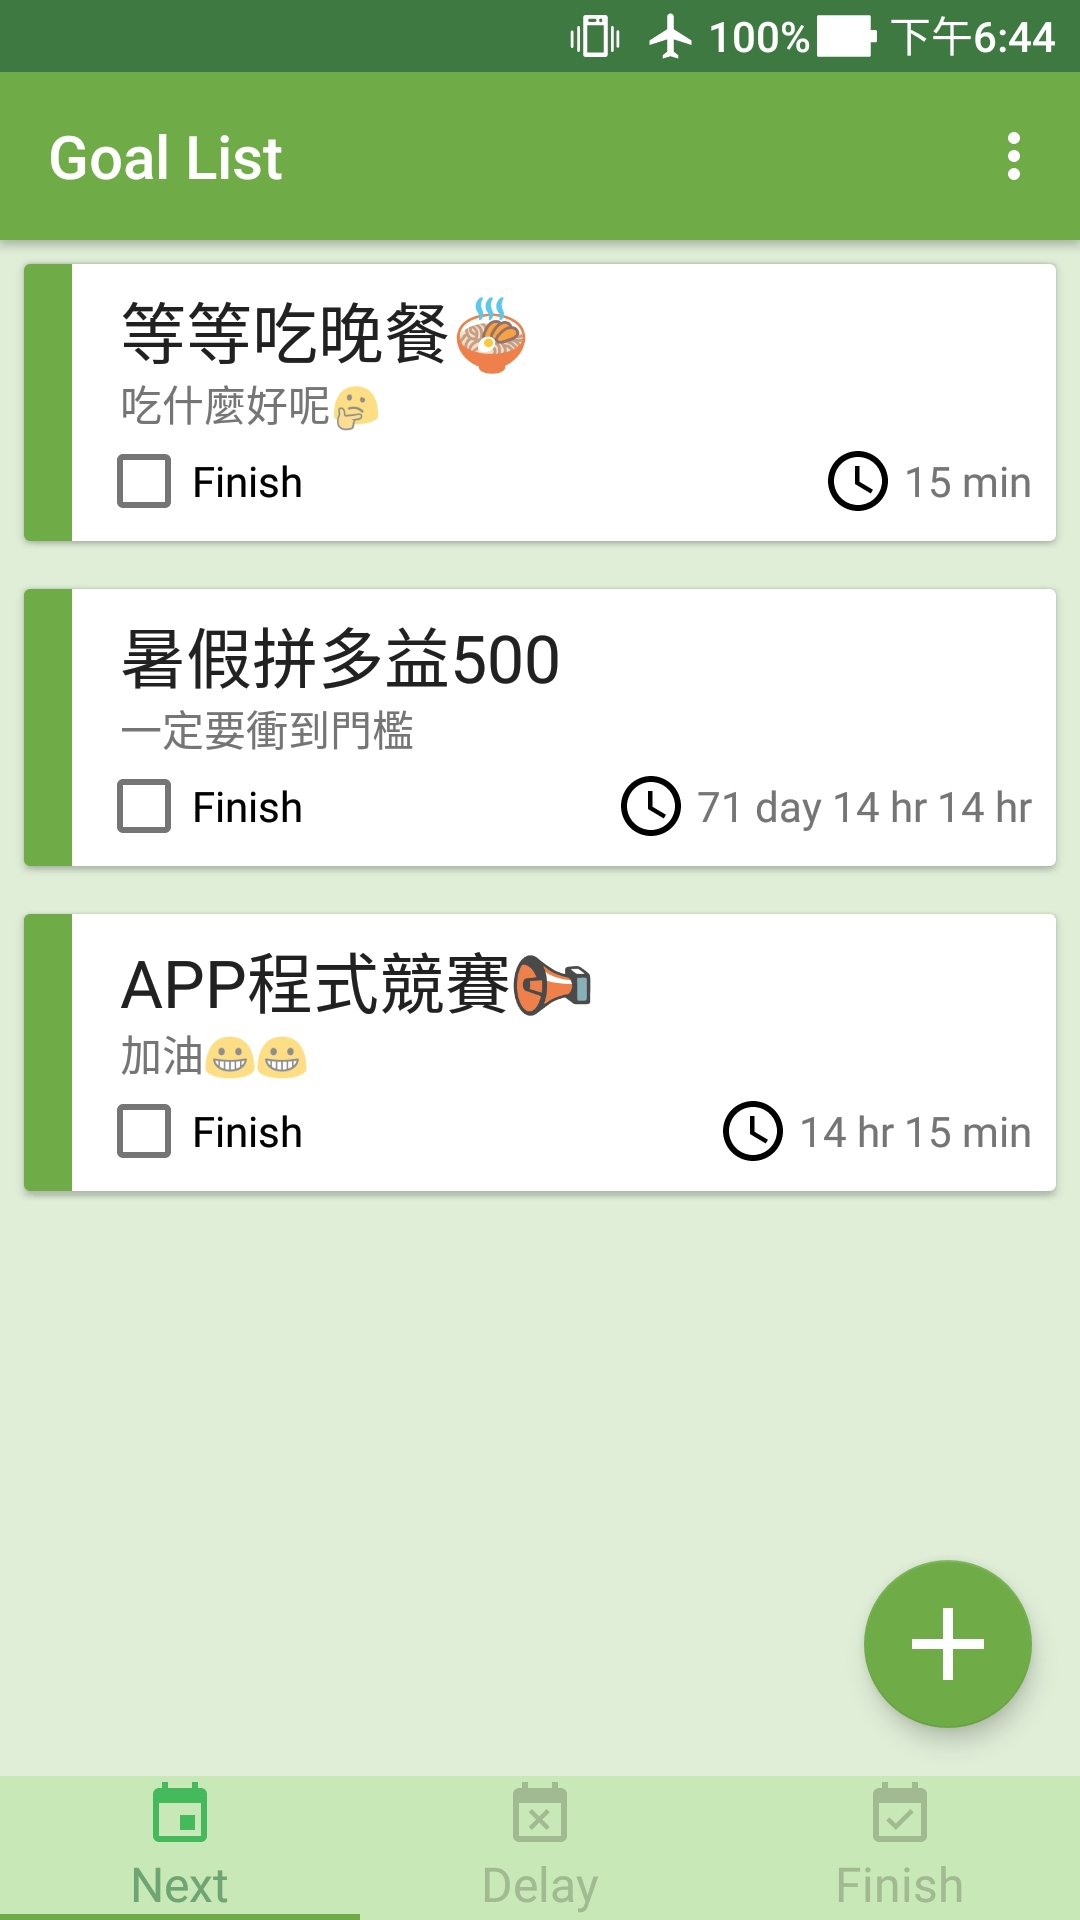 100% 下午6:44
Goal List
等等吃晚餐🍜
吃什麼好呢🤔
Finish 15 min
暑假拼多益500
一定要衝到門檻
Finish 71 day 14 hr 14 hr
APP程式競賽📢
加油😀😀
Finish 14 hr 15 min
Next Delay Finish